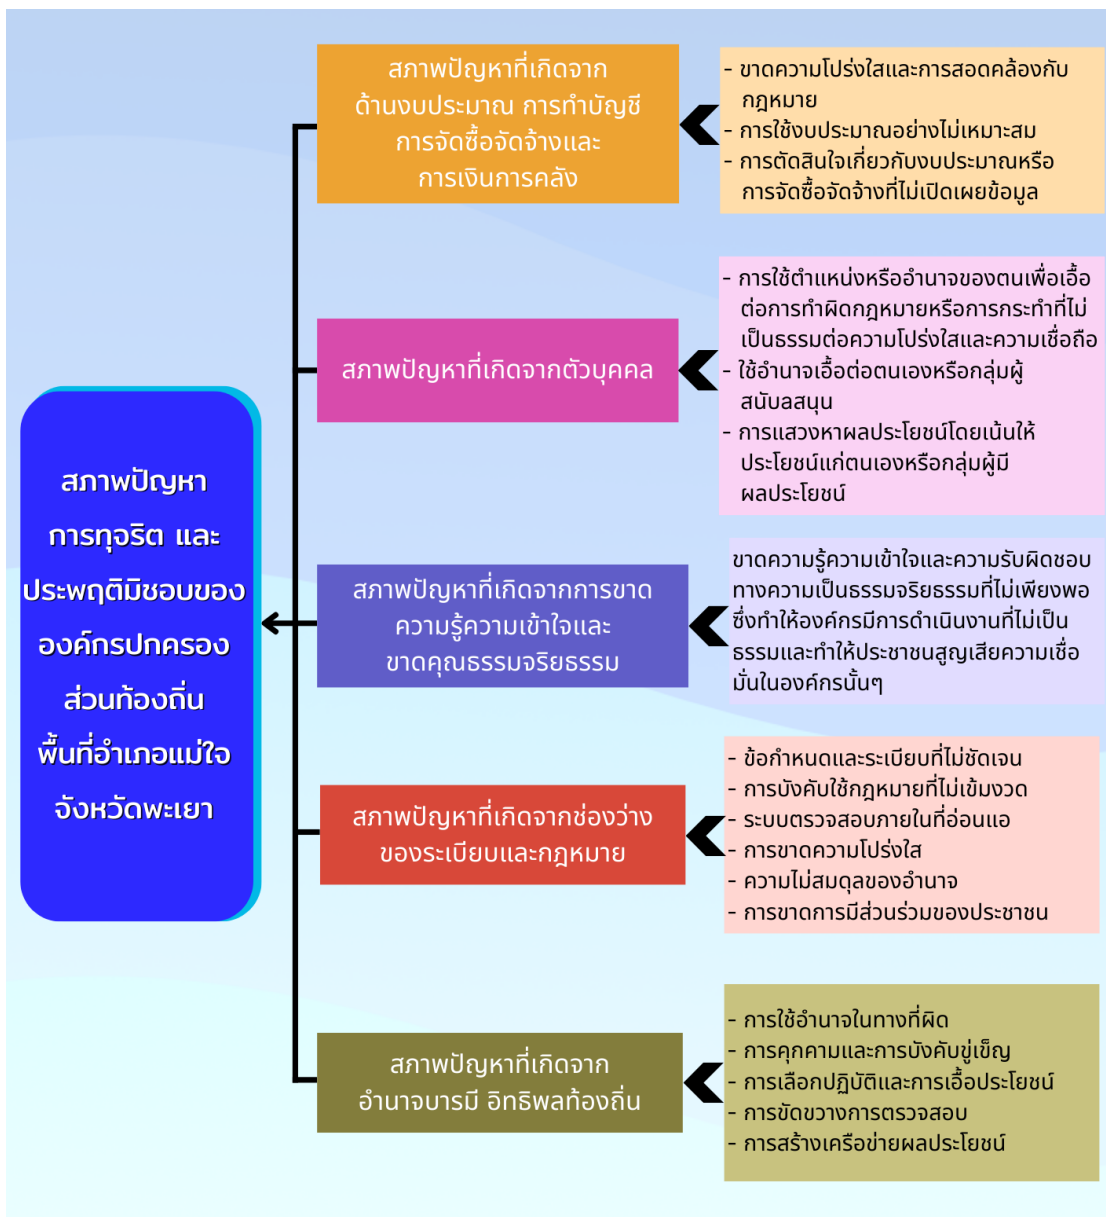 สภาพปัญหา
การทุจริต และ
ประพฤติมิชอบของ
องค์กรปกครอง
ส่วนท้องถิ่น
พื้นที่อำเภอแม่ใจ
จังหวัดพะเยา
สภาพปัญหาที่เกิดจาก
ด้านงบประมาณ การทำบัญชี
การจัดซื้อจัดจ้างและ
การเงินการคลัง
- ขาดความโปร่งใสและการสอดคล้องกับ
กฎหมาย
- การใช้งบประมาณอย่างไม่เหมาะสม
- การตัดสินใจเกี่ยวกับงบประมาณหรือ
การจัดซื้อจัดจ้างที่ไม่เปิดเผยข้อมูล
สภาพปัญหาที่เกิดจากตัวบุคคล
- การใช้ตำแหน่งหรืออำนาจของตนเพื่อเอื้อ
ต่อการทำผิดกฎหมายหรือการกระทำที่ไม่
เป็นธรรมต่อความโปร่งใสและความเชื่อถือ
- ใช้อำนาจเอื้อต่อตนเองหรือกลุ่มผู้
สนับลสนุน
- การแสวงหาผลประโยชน์โดยเน้นให้
ประโยชน์แก่ตนเองหรือกลุ่มผู้มี
ผลประโยชน์
สภาพปัญหาที่เกิดจากการขาด
ความรู้ความเข้าใจและ
ขาดคุณธรรมจริยธรรม
ขาดความรู้ความเข้าใจและความรับผิดชอบ
ทางความเป็นธรรมจริยธรรมที่ไม่เพียงพอ
ซึ่งทำให้องค์กรมีการดำเนินงานที่ไม่เป็น
ธรรมและทำให้ประชาชนสูญเสียความเชื่อ
มั่นในองค์กรนั้นๆ
สภาพปัญหาที่เกิดจากช่องว่าง
ของระเบียบและกฎหมาย
- ข้อกำหนดและระเบียบที่ไม่ชัดเจน
- การบังคับใช้กฎหมายที่ไม่เข้มงวด
- ระบบตรวจสอบภายในที่อ่อนแอ
- การขาดความโปร่งใส
- ความไม่สมดุลของอำนาจ
- การขาดการมีส่วนร่วมของประชาชน
สภาพปัญหาที่เกิดจาก
อำนาจบารมี อิทธิพลท้องถิ่น
- การใช้อำนาจในทางที่ผิด
- การคุกคามและการบังคับขู่เข็ญ
- การเลือกปฏิบัติและการเอื้อประโยชน์
- การขัดขวางการตรวจสอบ
- การสร้างเครือข่ายผลประโยชน์